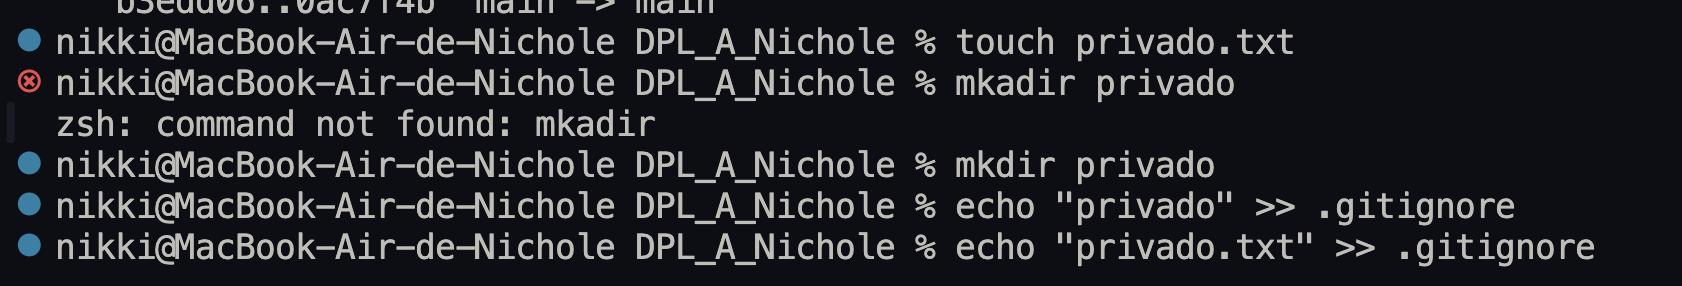 b3edd06..0ac7f4b  main -> main
nikki@MacBook-Air-de-Nichole DPL_A_Nichole % touch privado.txt
nikki@MacBook-Air-de-Nichole DPL_A_Nichole % mkadir privado
zsh: command not found: mkadir
nikki@MacBook-Air-de-Nichole DPL_A_Nichole % mkdir privado
nikki@MacBook-Air-de-Nichole DPL_A_Nichole % echo "privado" >> .gitignore
nikki@MacBook-Air-de-Nichole DPL_A_Nichole % echo "privado.txt" >> .gitignore